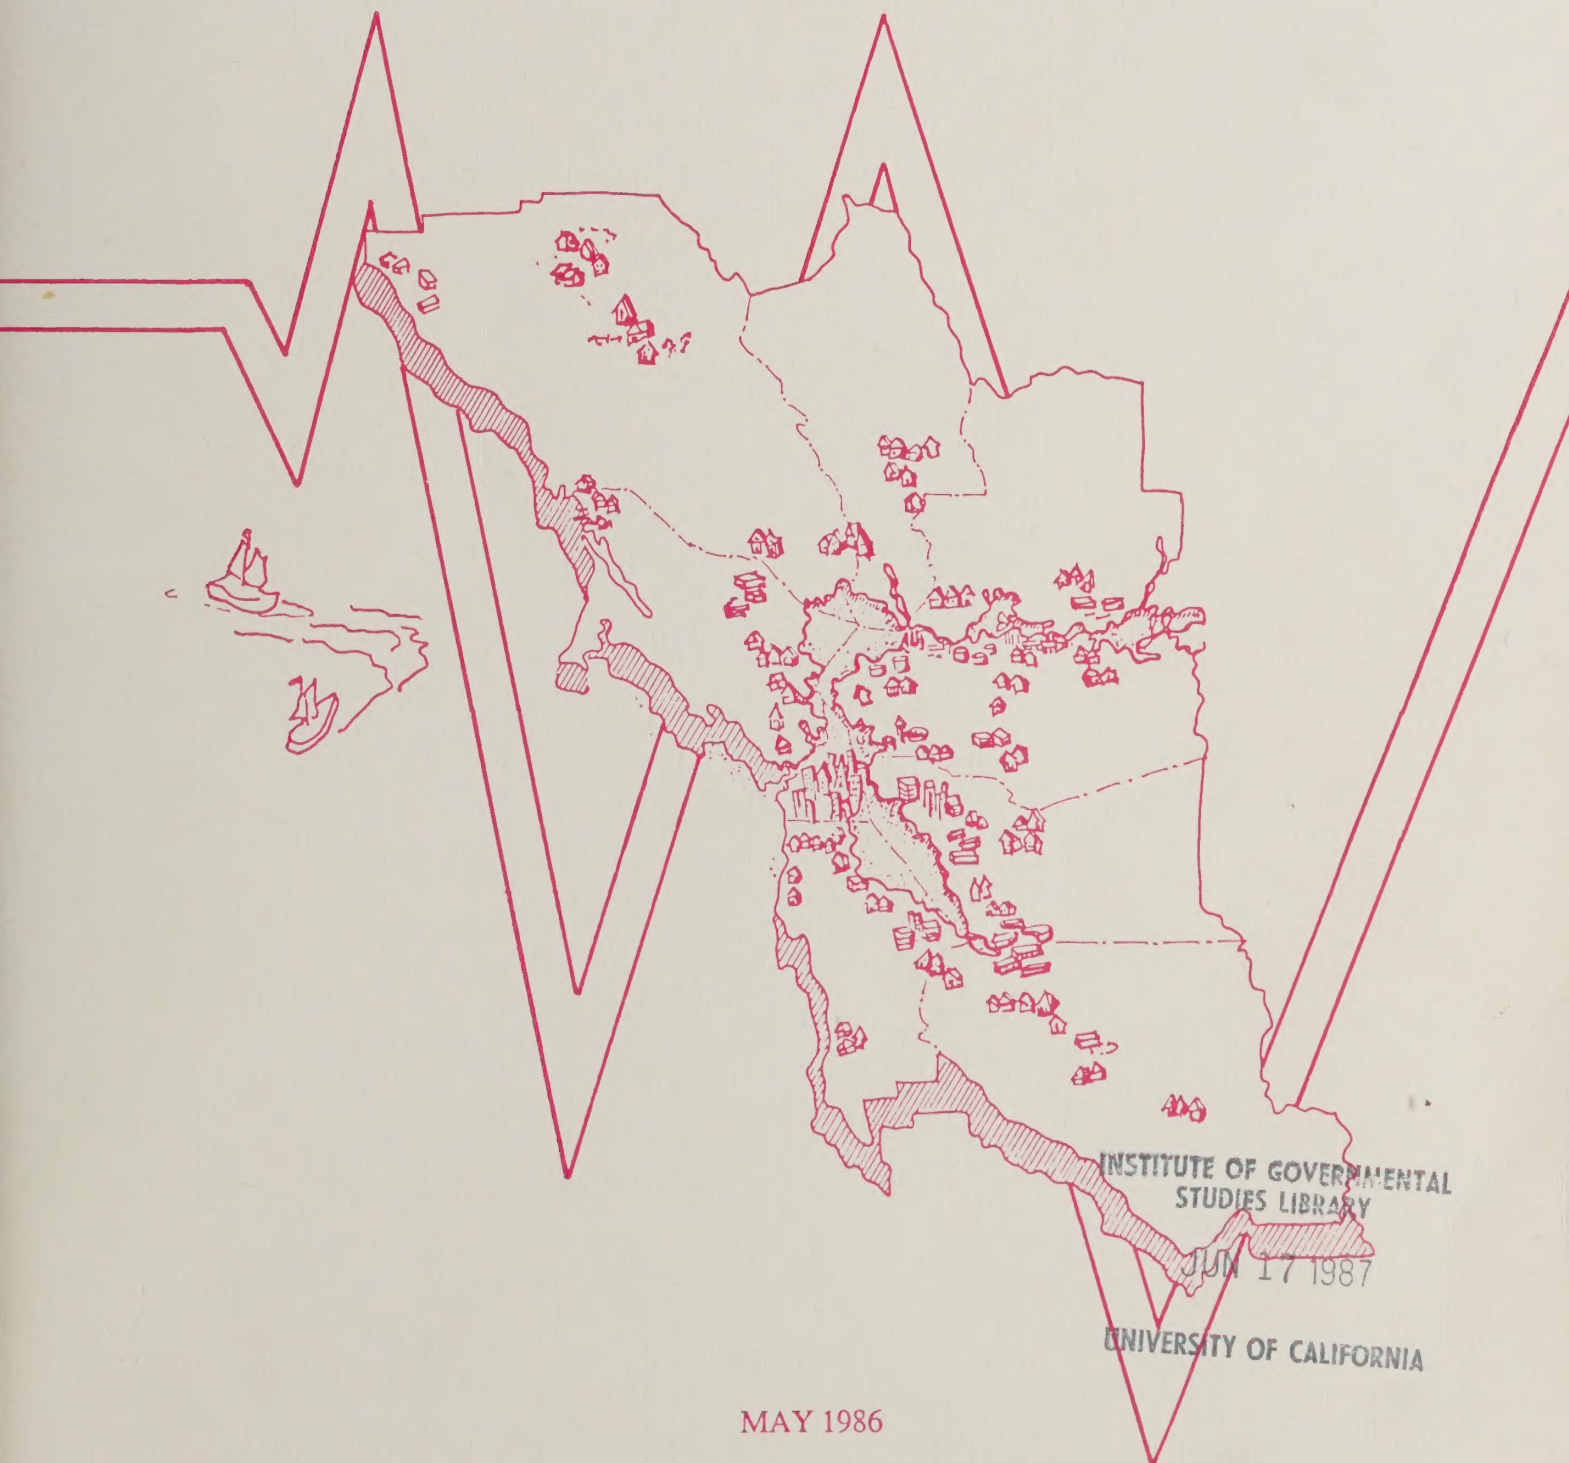 INSTITUTE OF GOVERNMENTAL
STUDIES LIBRARY
JUN 17 1987
UNIVERSITY OF CALIFORNIA
MAY 1986